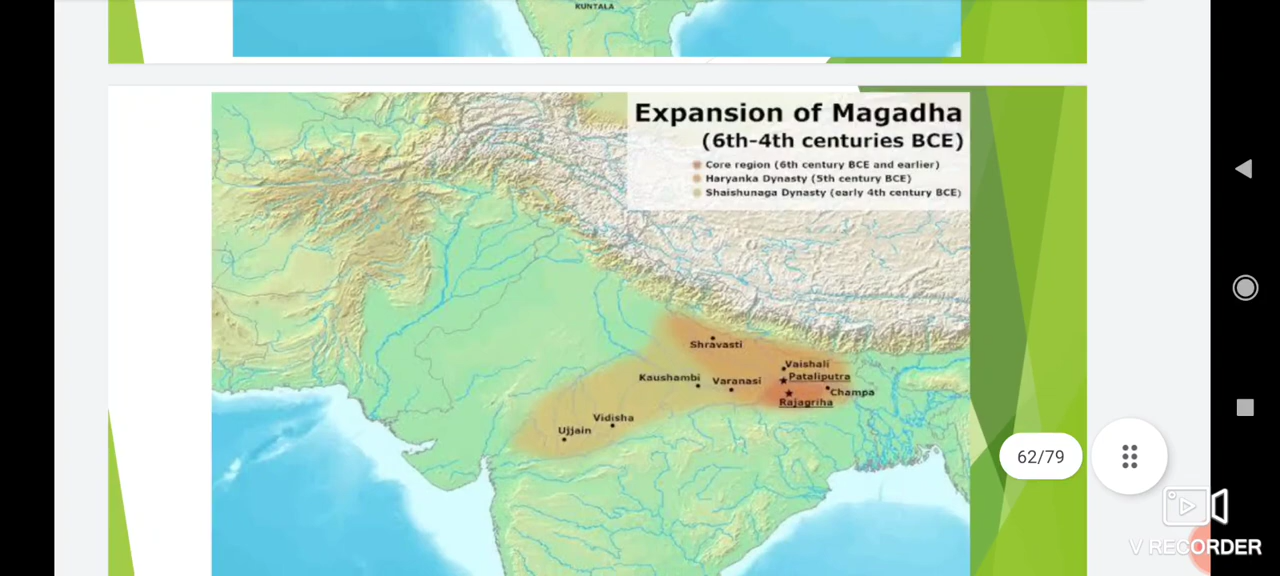 KUNTALA
Expansion of Magadha
(6th-4th centuries BCE)
Core region (6th century BCE and earlier)
Haryanka Dynasty (5th century BCE)
Shaishunaga Dynasty (early 4th century BCE)
Shravasti
Vaishali
Kaushambi
Varanasi
Pataliputra
Champa
Rajagriha
Vidisha
Ujjain
62/79
V RECORDER